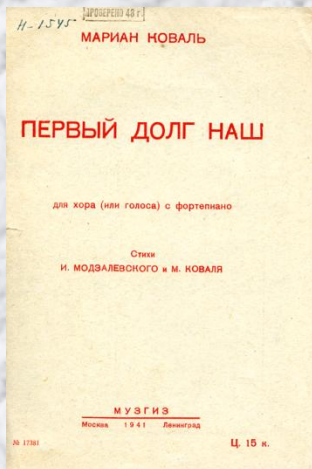 Н-1545
ПРОВЕРЕНО 48 г.
МАРИАН КОВАЛЬ
ПЕРВЫЙ ДОЛГ НАШ
для хора (или голоса) с фортепиано
Стихи
И. МОДЗАЛЕВСКОГО и М. КОВАЛЯ
МУЗГИЗ
Москва 1941 Ленинград
№ 17381
Ц. 15 к.